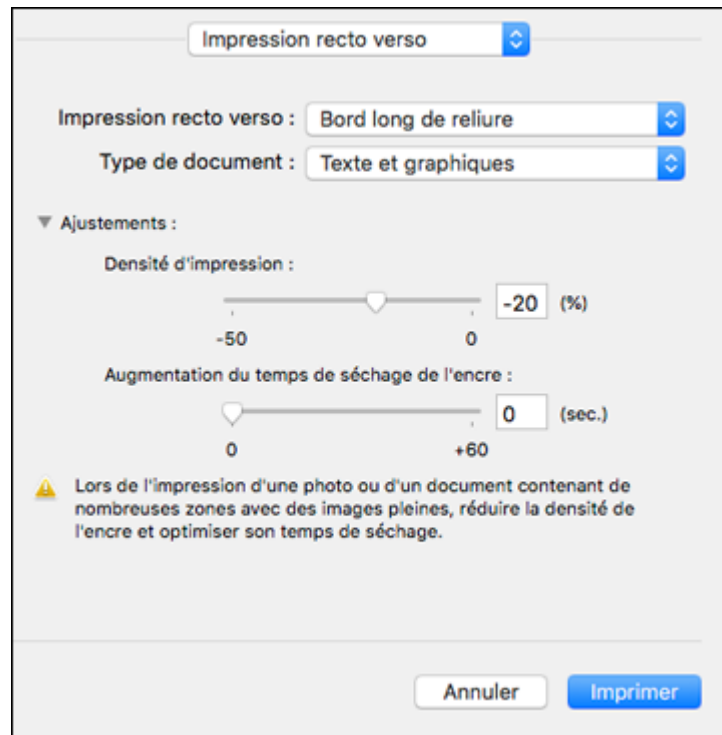 Impression recto verso
Impression recto verso : Bord long de reliure
Type de document : Texte et graphiques
Ajustements :
Densité d'impression :
-20 (%)
-50 0
Augmentation du temps de séchage de l'encre :
0 (sec.)
0 +60
Lors de l'impression d'une photo ou d'un document contenant de
nombreuses zones avec des images pleines, réduire la densité de
l'encre et optimiser son temps de séchage.
Annuler Imprimer